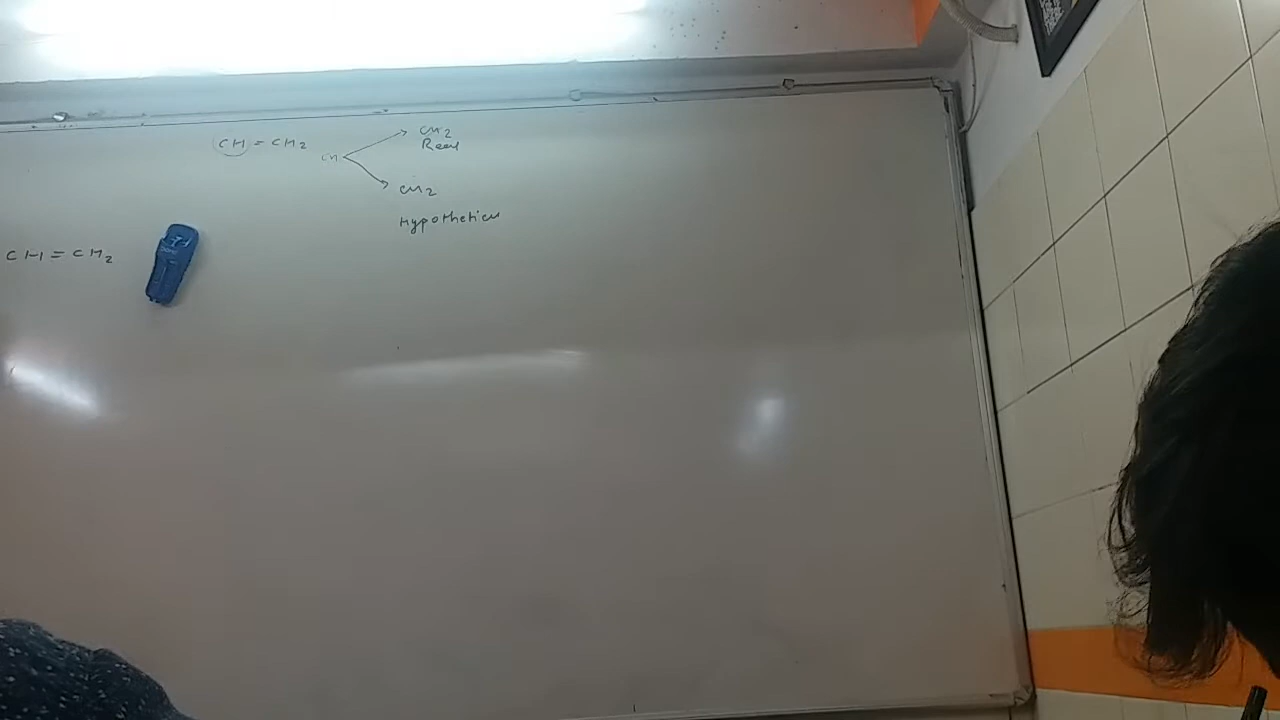 CH = CH2
CH
CH2
Real
CH2
Hypothetical
CH = CH2